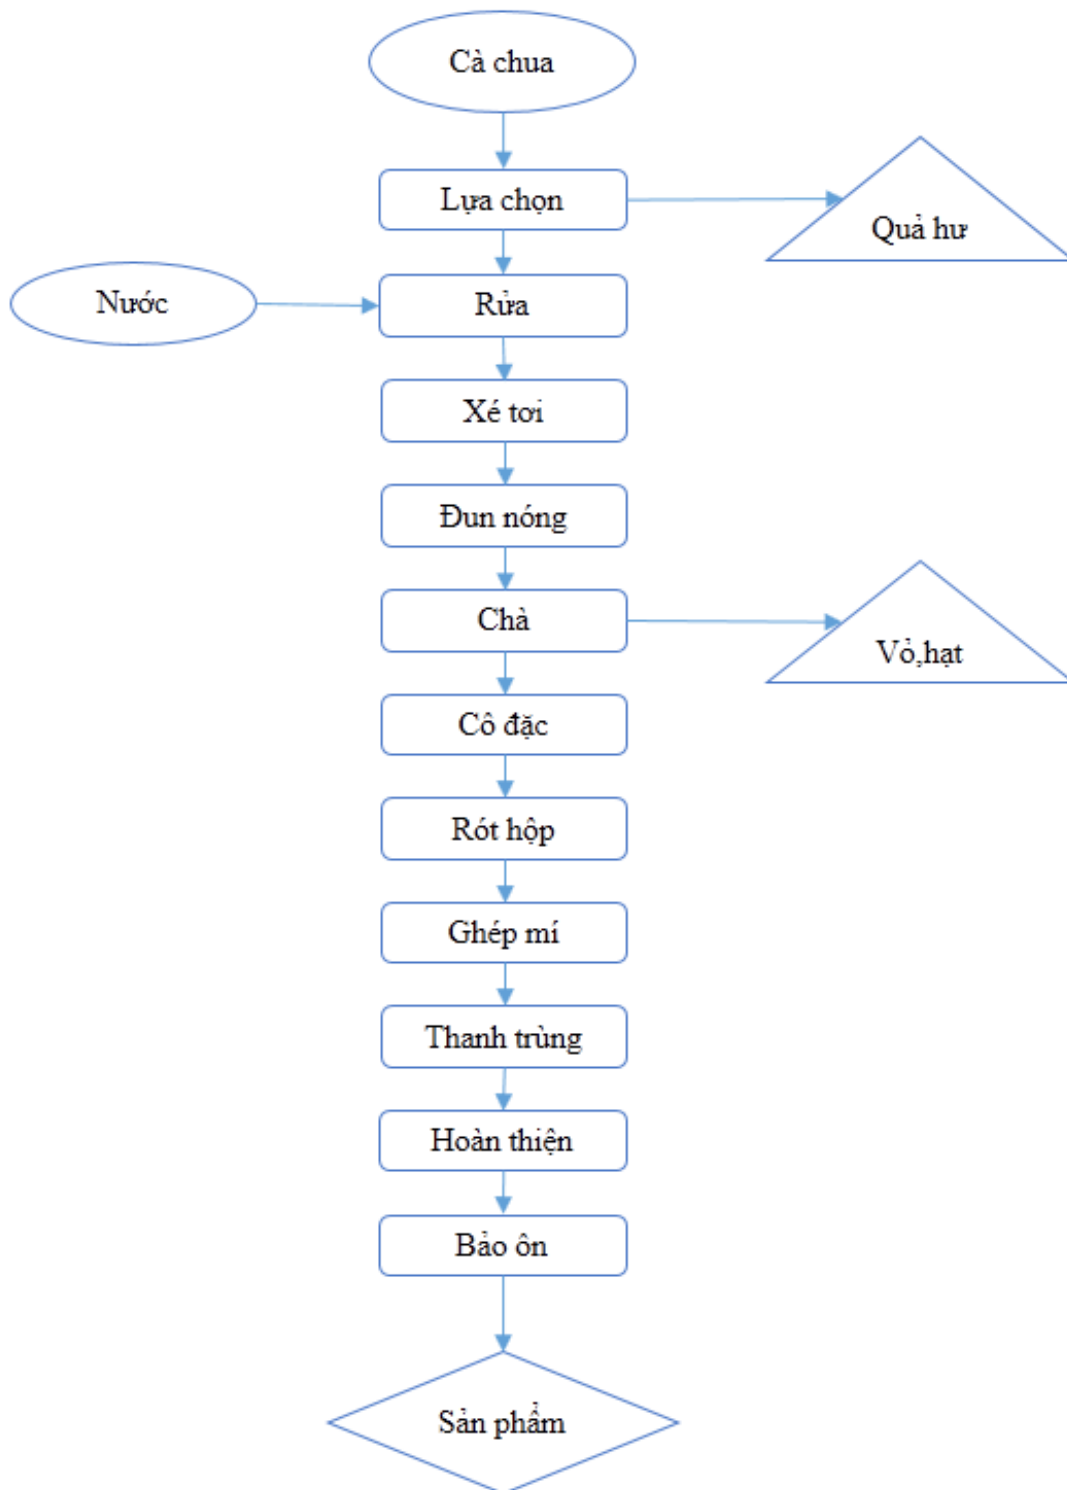 Cà chua
Lựa chọn
Quả hư
Nước
Rửa
Xé tơi
Đun nóng
Chà
Vỏ,hạt
Cô đặc
Rót hộp
Ghép mí
Thanh trùng
Hoàn thiện
Bảo ôn
Sản phẩm